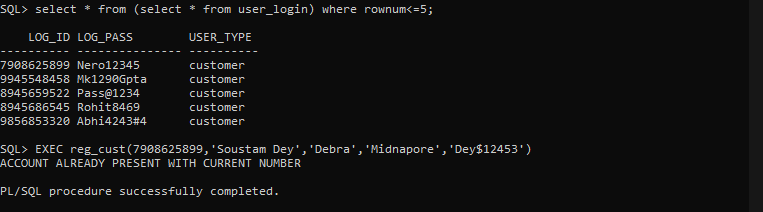 SQL> select * from (select * from user_login) where rownum<=5;
LOG_ID LOG_PASS USER_TYPE
---------- --------------- -----------
7908625899 Nero12345 customer
9945548458 Mk1290Gpta customer
8945659522 Pass@1234 customer
8945686545 Rohit8469 customer
9856853320 Abhi4243#4 customer
SQL> EXEC reg_cust(7908625899,'Soustam Dey','Debra','Midnapore','Dey$12453')
ACCOUNT ALREADY PRESENT WITH CURRENT NUMBER
PL/SQL procedure successfully completed.